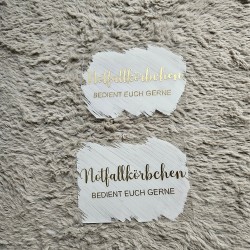 Notfallkörbchen
BEDIENT EUCH GERNE
Notfallkörbchen
BEDIENT EUCH GERNE